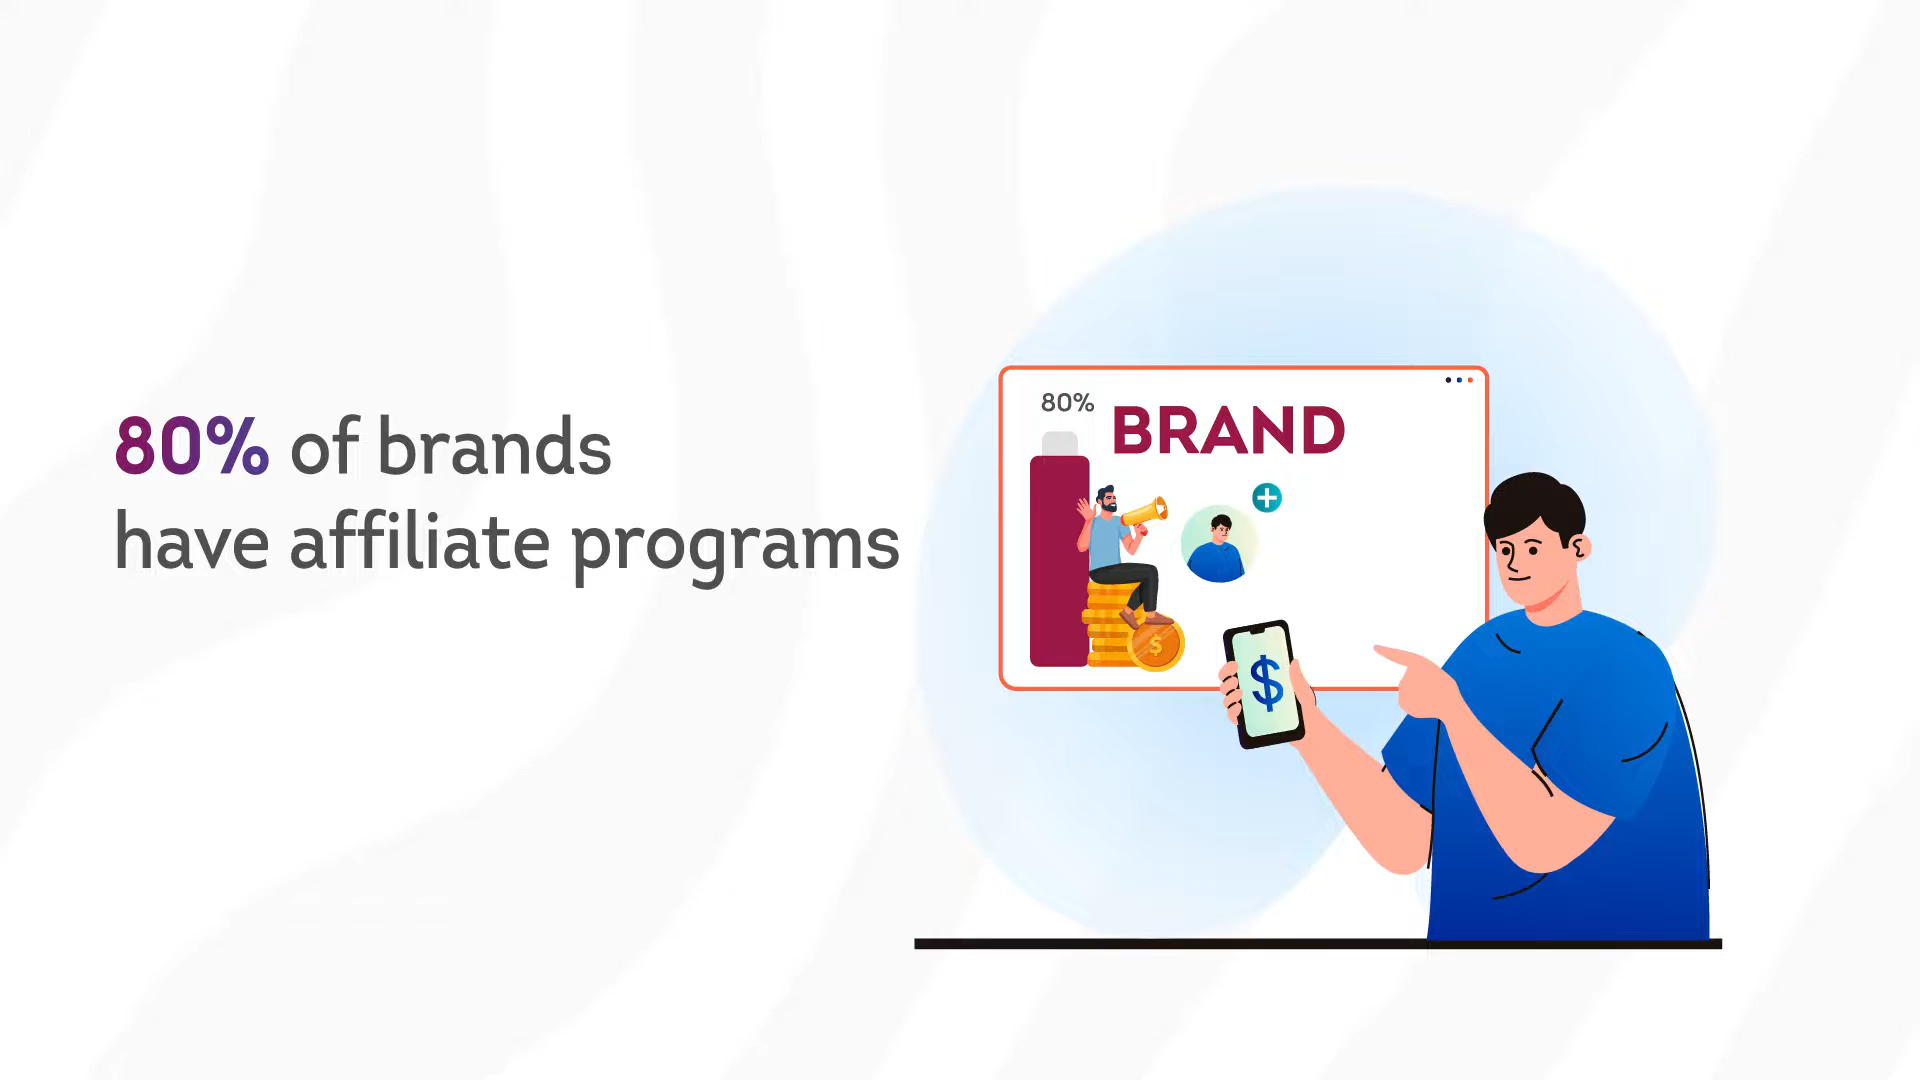 80% of brands
have affiliate programs
80%
BRAND
$
$